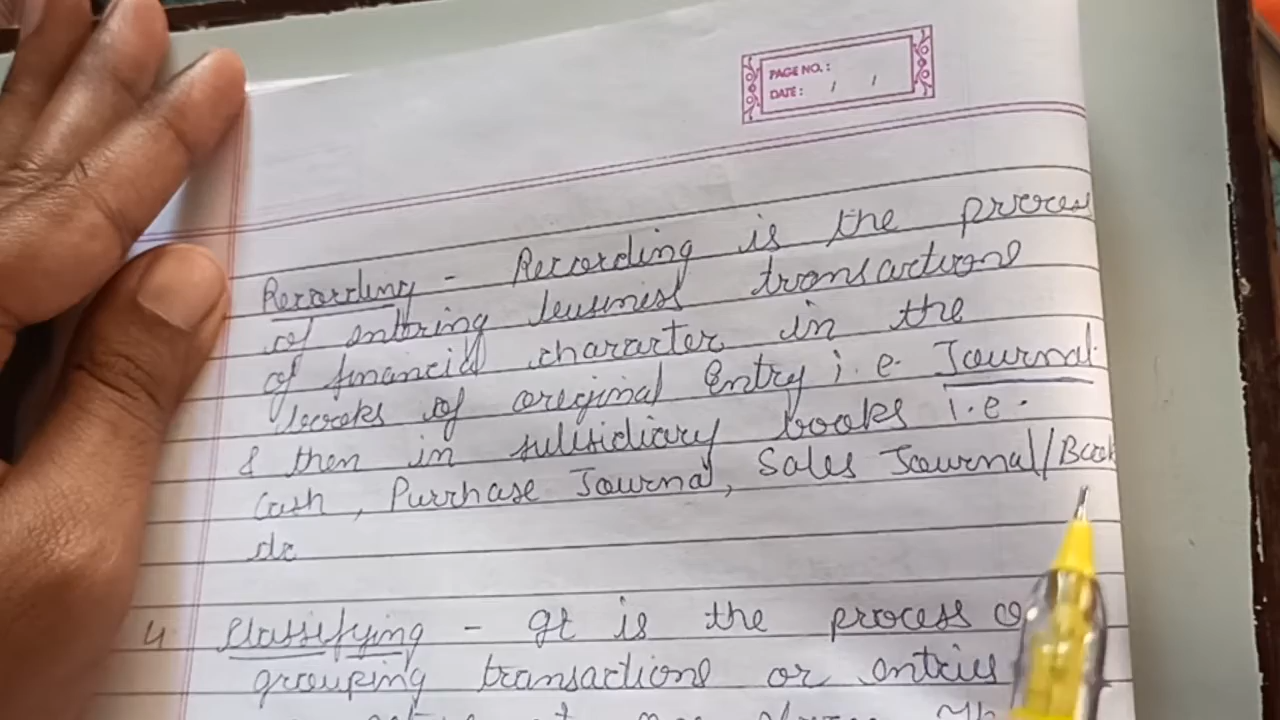 PAGE NO. :
DATE : / /
Recording - Recording is the process
of entering business transactions
of financial character in the
books of original Entry i.e. Journal
& then in subsidiary books i.e.
Cash, Purchase Journal, Sales Journal/Book
etc
4 Classifying - It is the process
grouping transactions or entries